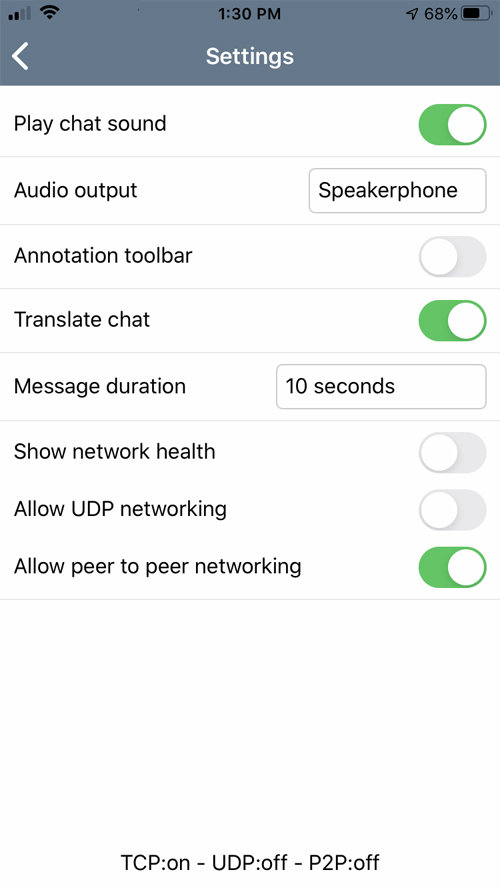 1:30 PM 68%
Settings
Play chat sound
Audio output Speakerphone
Annotation toolbar
Translate chat
Message duration 10 seconds
Show network health
Allow UDP networking
Allow peer to peer networking
TCP:on - UDP:off - P2P:off